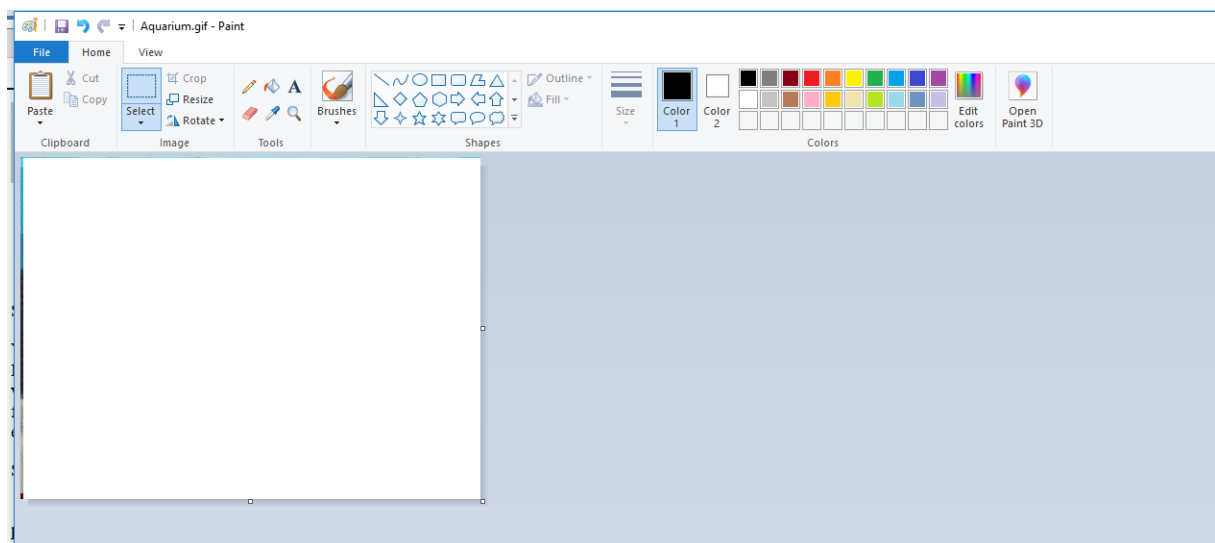 Aquarium.gif - Paint
File Home View
Paste Cut Copy
Select Crop Resize Rotate
A
Brushes
Outline Fill
Size
Color 1 Color 2
Edit colors
Open Paint 3D
Clipboard Image Tools Shapes Colors